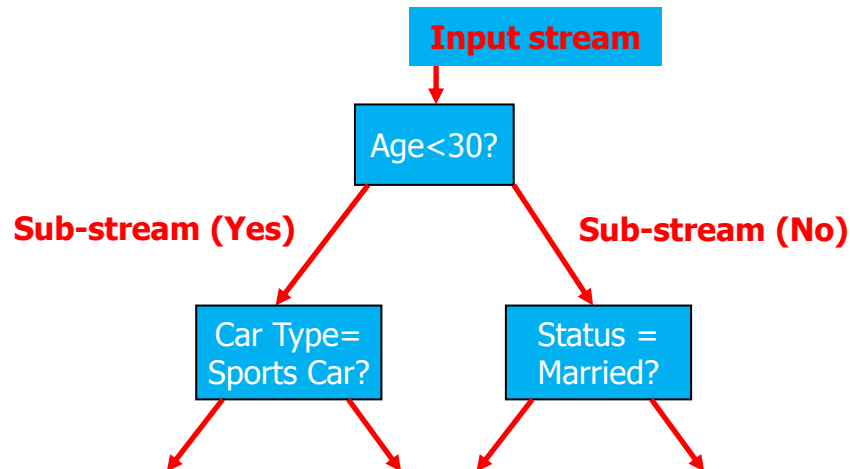 Input stream
Age<30?
Sub-stream (Yes)
Sub-stream (No)
Car Type=
Sports Car?
Status =
Married?